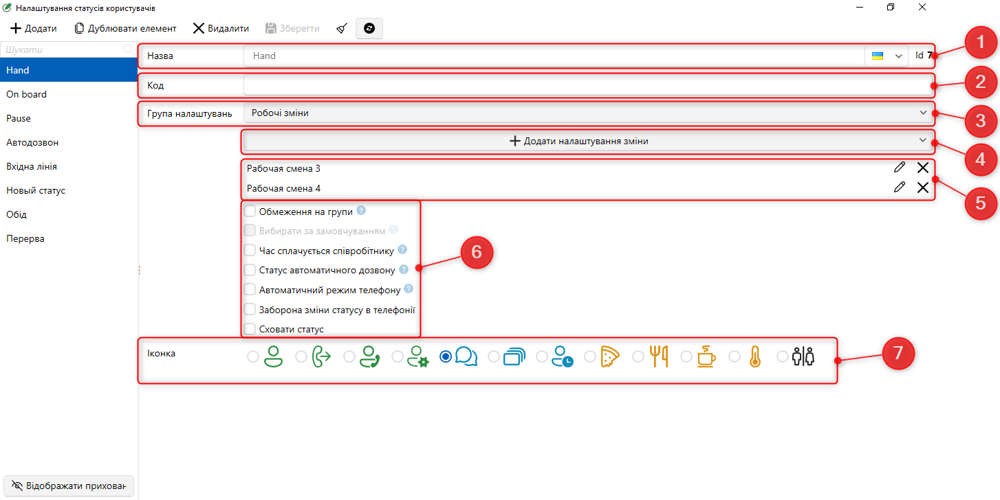 Налаштування статусів користувачів
Додати Дублювати елемент Видалити Зберегти
Шукати
Hand
On board
Pause
Автодозвон
Вхідна лінія
Новый статус
Обід
Перерва
Відображати прихован
Назва Hand Id 7
Код
Група налаштувань Робочі зміни
Додати налаштування зміни
Рабочая смена 3
Рабочая смена 4
Обмеження на групи ?
Вибирати за замовчуванням ?
Час сплачується співробітнику ?
Статус автоматичного дозвону ?
Автоматичний режим телефону ?
Заборона зміни статусу в телефонії
Сховати статус
Іконка
1
2
3
4
5
6
7